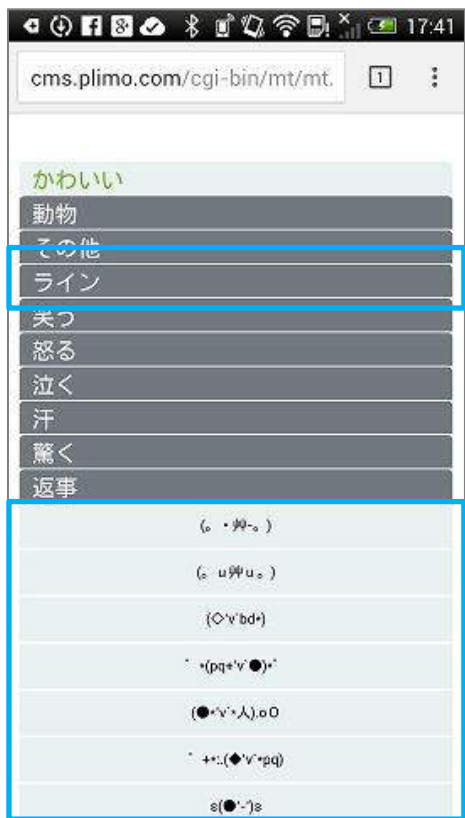 17:41
cms.plimo.com/cgi-bin/mt/mt.
1
かわいい
動物
その他
ライン
笑う
怒る
泣く
汗
驚く
返事
(。・艸-。)
(。u艸u。)
(◇'v'bd*)
ﾟ*(pq+'v`●)*ﾟ
(●*'v`*人).oO
ﾟ+*:.(◆'v`*pq)
ε(●'-')з